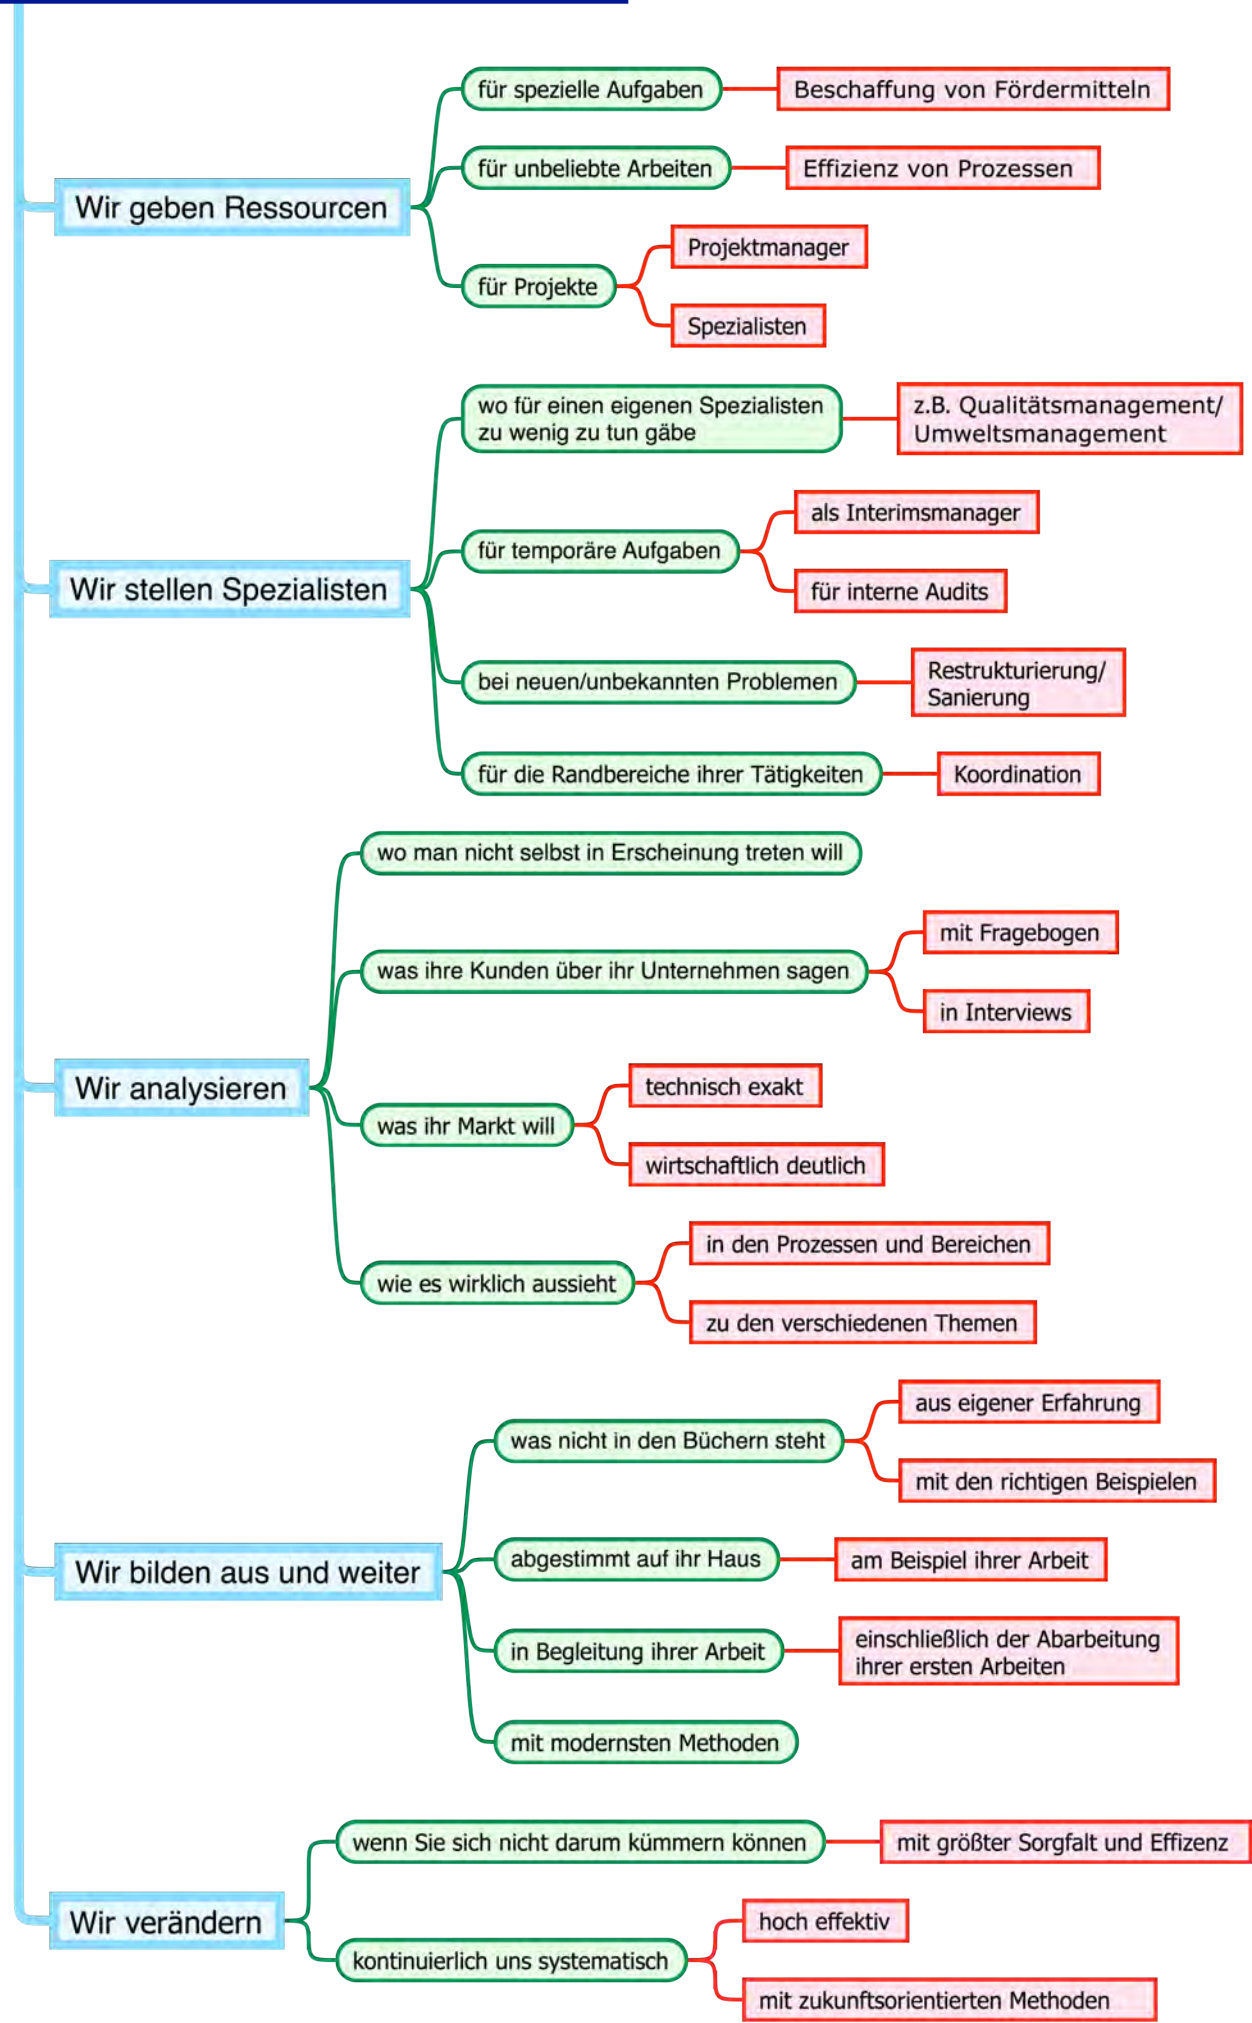 Wir geben Ressourcen
für spezielle Aufgaben
Beschaffung von Fördermitteln
für unbeliebte Arbeiten
Effizienz von Prozessen
für Projekte
Projektmanager
Spezialisten
Wir stellen Spezialisten
wo für einen eigenen Spezialisten
zu wenig zu tun gäbe
z.B. Qualitätsmanagement/
Umweltsmanagement
für temporäre Aufgaben
als Interimsmanager
für interne Audits
bei neuen/unbekannten Problemen
Restrukturierung/
Sanierung
für die Randbereiche ihrer Tätigkeiten
Koordination
Wir analysieren
wo man nicht selbst in Erscheinung treten will
was ihre Kunden über ihr Unternehmen sagen
mit Fragebogen
in Interviews
was ihr Markt will
technisch exakt
wirtschaftlich deutlich
wie es wirklich aussieht
in den Prozessen und Bereichen
zu den verschiedenen Themen
Wir bilden aus und weiter
was nicht in den Büchern steht
aus eigener Erfahrung
mit den richtigen Beispielen
abgestimmt auf ihr Haus
am Beispiel ihrer Arbeit
in Begleitung ihrer Arbeit
einschließlich der Abarbeitung
ihrer ersten Arbeiten
mit modernsten Methoden
Wir verändern
wenn Sie sich nicht darum kümmern können
mit größter Sorgfalt und Effizenz
kontinuierlich uns systematisch
hoch effektiv
mit zukunftsorientierten Methoden